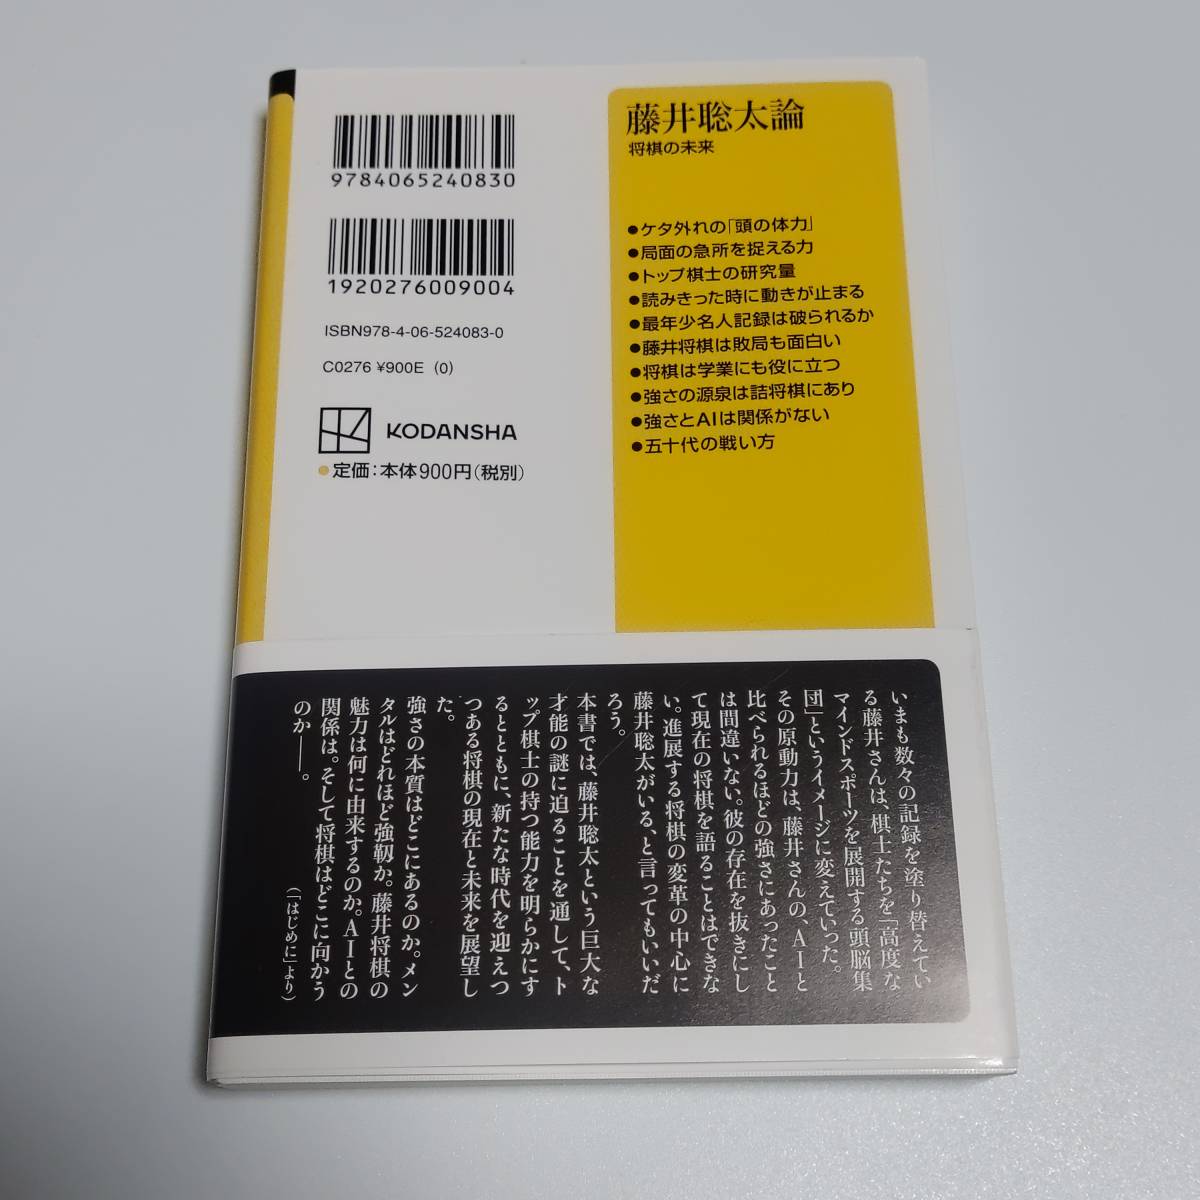 9784065240830
1920276009004
ISBN978-4-06-524083-0
C0276 ¥900E (0)
KODANSHA
●定価:本体900円(税別)
藤井聡太論
将棋の未来
●ケタ外れの「頭の体力」
●局面の急所を捉える力
●トップ棋士の研究量
●読みきった時に動きが止まる
●最年少名人記録は破られるか
●藤井将棋は敗局も面白い
●将棋は学業にも役に立つ
●強さの源泉は詰将棋にあり
●強さとAIは関係がない
●五十代の戦い方
いまも数々の記録を塗り替えてい
る藤井さんは、棋士たちを「高度な
マインドスポーツを展開する頭脳集
団」というイメージに変えていった。
その原動力は、藤井さんの、AIと
比べられるほどの強さにあったこと
は間違いない。彼の存在を抜きにし
て現在の将棋を語ることはできな
い。進展する将棋の変革の中心に
藤井聡太がいる、と言ってもいいだ
ろう。
本書では、藤井聡太という巨大な
才能の謎に迫ることを通して、ト
ップ棋士の持つ能力を明らかにす
るとともに、新たな時代を迎えつ
つある将棋の現在と未来を展望し
た。
強さの本質はどこにあるのか。メン
タルはどれほど強靭か。藤井将棋の
魅力は何に由来するのか。AIとの
関係は。そして将棋はどこに向かう
のか——。
(「はじめに」より)